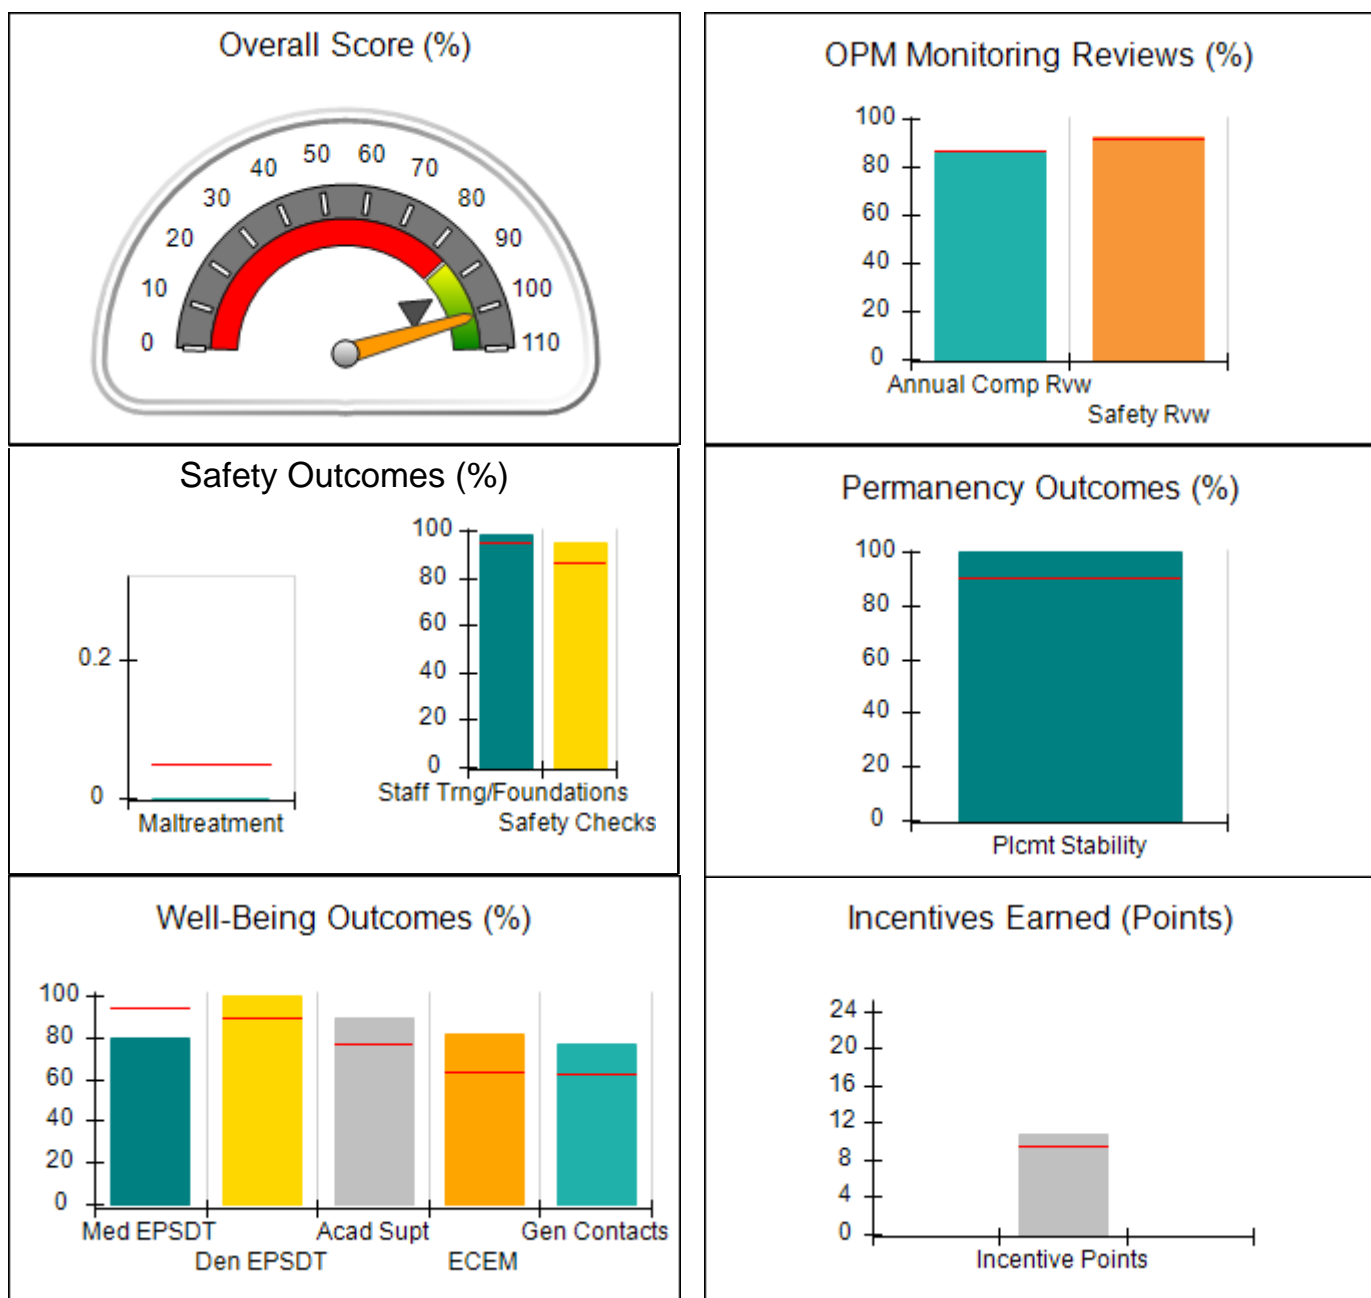 Overall Score (%)
0
10
20
30
40
50
60
70
80
90
100
110
OPM Monitoring Reviews (%)
100
80
60
40
20
0
Annual Comp Rvw
Safety Rvw
Safety Outcomes (%)
0.2
0
Maltreatment
100
80
60
40
20
0
Staff Trng/Foundations
Safety Checks
Permanency Outcomes (%)
100
80
60
40
20
0
Plcmt Stability
Well-Being Outcomes (%)
100
80
60
40
20
0
Med EPSDT
Den EPSDT
Acad Supt
ECEM
Gen Contacts
Incentives Earned (Points)
24
20
16
12
8
4
0
Incentive Points